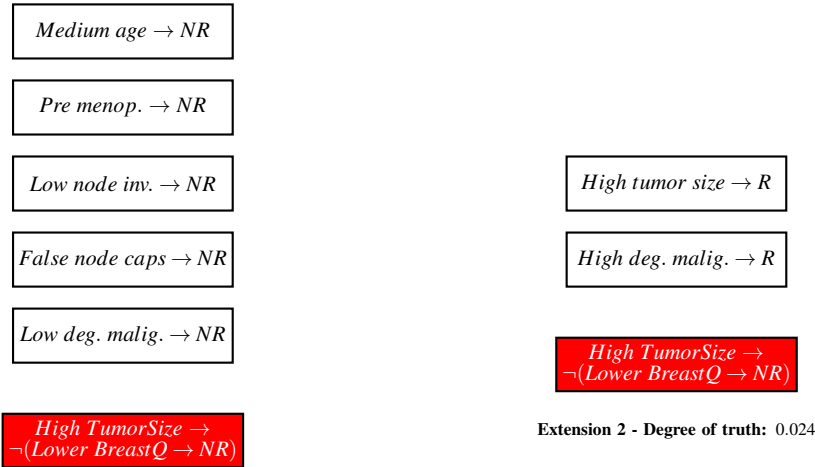 Medium age → NR
Pre menop. → NR
Low node inv. → NR
False node caps → NR
Low deg. malig. → NR
High TumorSize →
¬(Lower BreastQ → NR)
High tumor size → R
High deg. malig. → R
High TumorSize →
¬(Lower BreastQ → NR)
Extension 2 - Degree of truth: 0.024